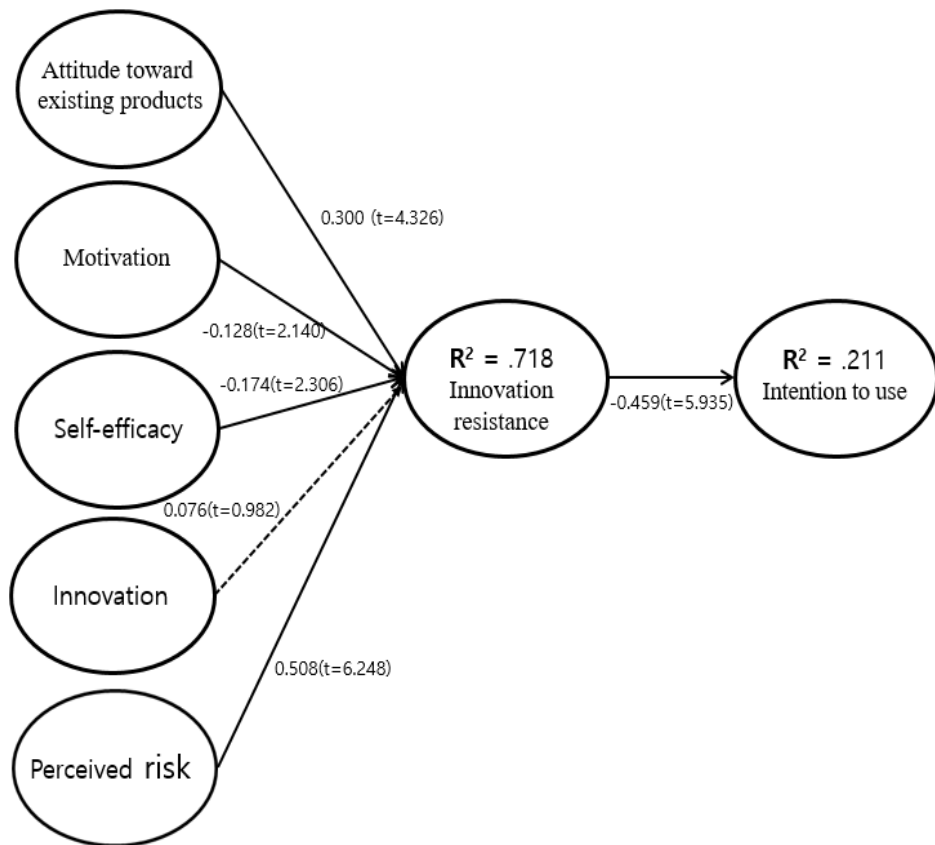 Attitude toward
existing products
0.300 (t=4.326)
Motivation
-0.128(t=2.140)
-0.174(t=2.306)
Self-efficacy
R² = .718
Innovation
resistance
-0.459(t=5.935)
R² = .211
Intention to use
0.076(t=0.982)
Innovation
0.508(t=6.248)
Perceived risk